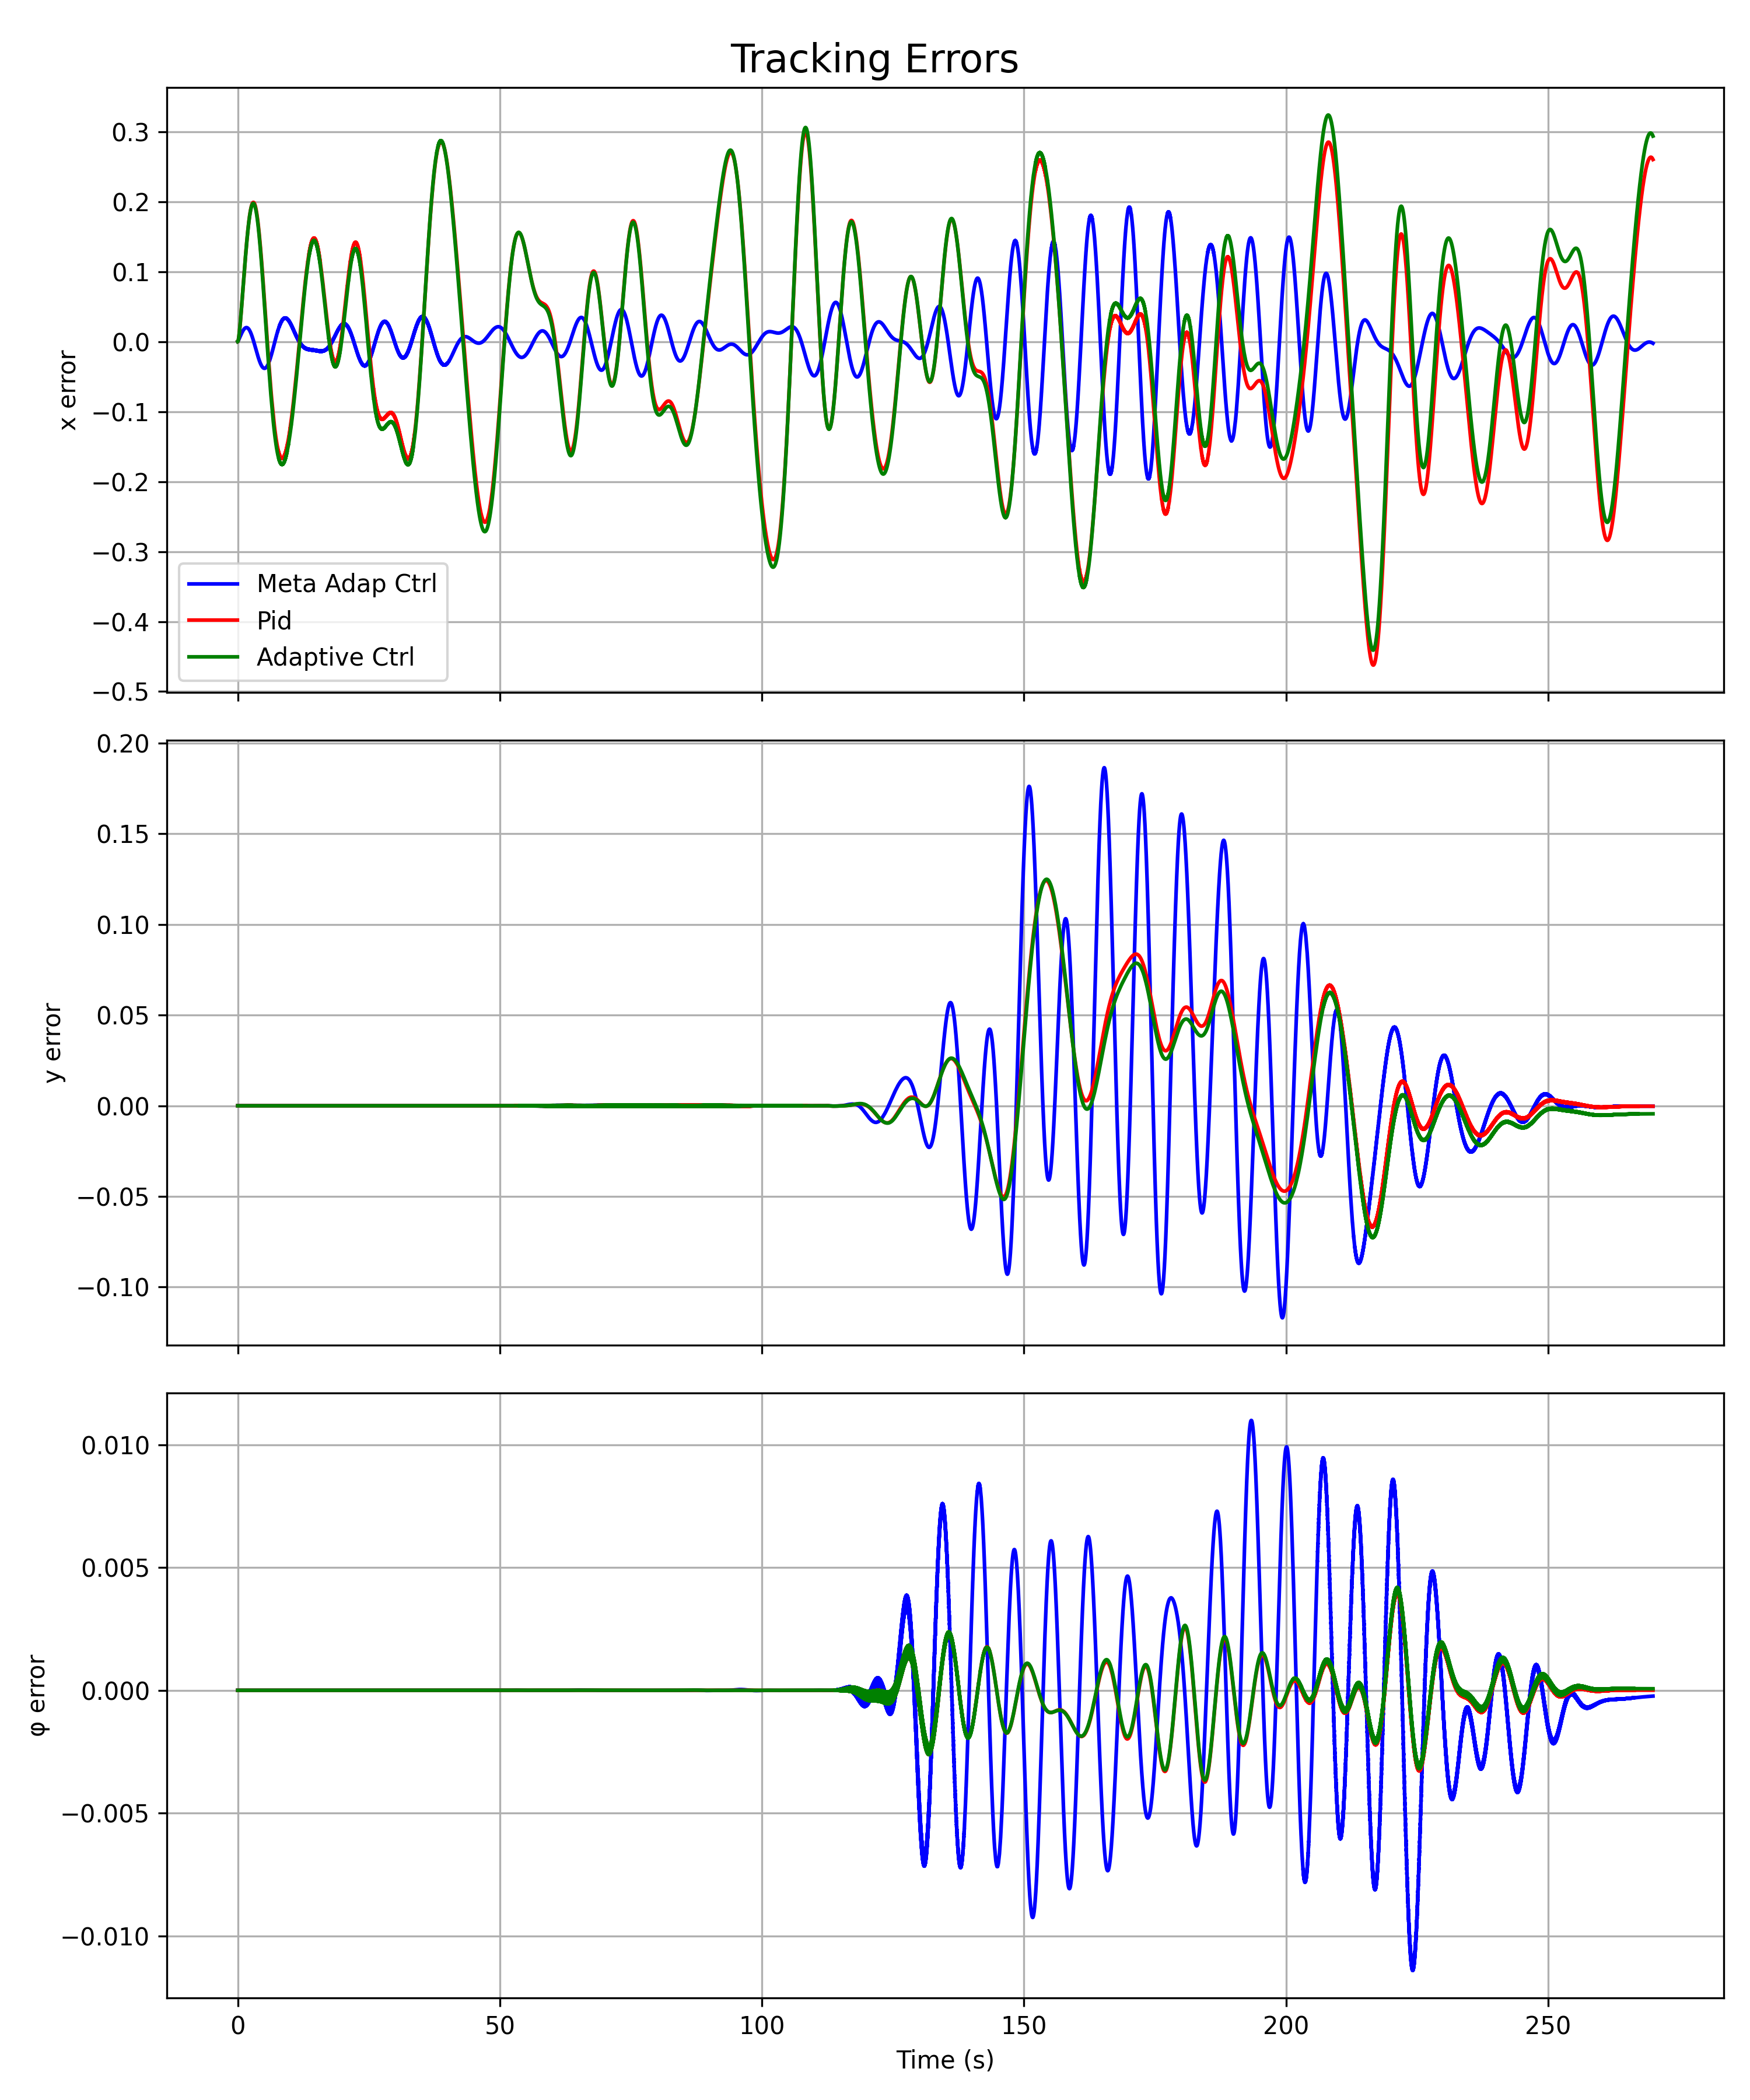 Tracking Errors
0.3
0.2
0.1
0.0
−0.1
−0.2
−0.3
−0.4
−0.5
x error
Meta Adap Ctrl
Pid
Adaptive Ctrl
0.20
0.15
0.10
0.05
0.00
−0.05
−0.10
y error
0.010
0.005
0.000
−0.005
−0.010
φ error
0 50 100 150 200 250
Time (s)